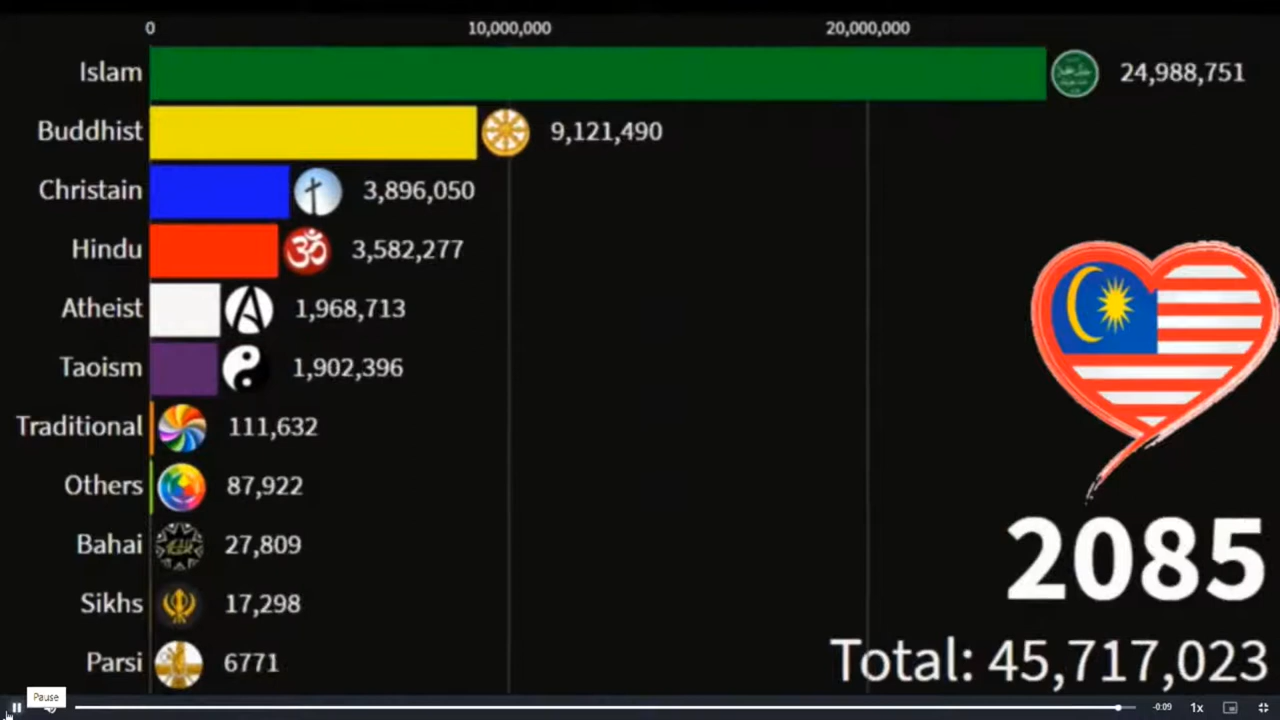 0 10,000,000 20,000,000
Islam 24,988,751
Buddhist 9,121,490
Christain 3,896,050
Hindu 3,582,277
Atheist 1,968,713
Taoism 1,902,396
Traditional 111,632
Others 87,922
Bahai 27,809
Sikhs 17,298
Parsi 6771
2085
Total: 45,717,023
Pause
-0:09 1x